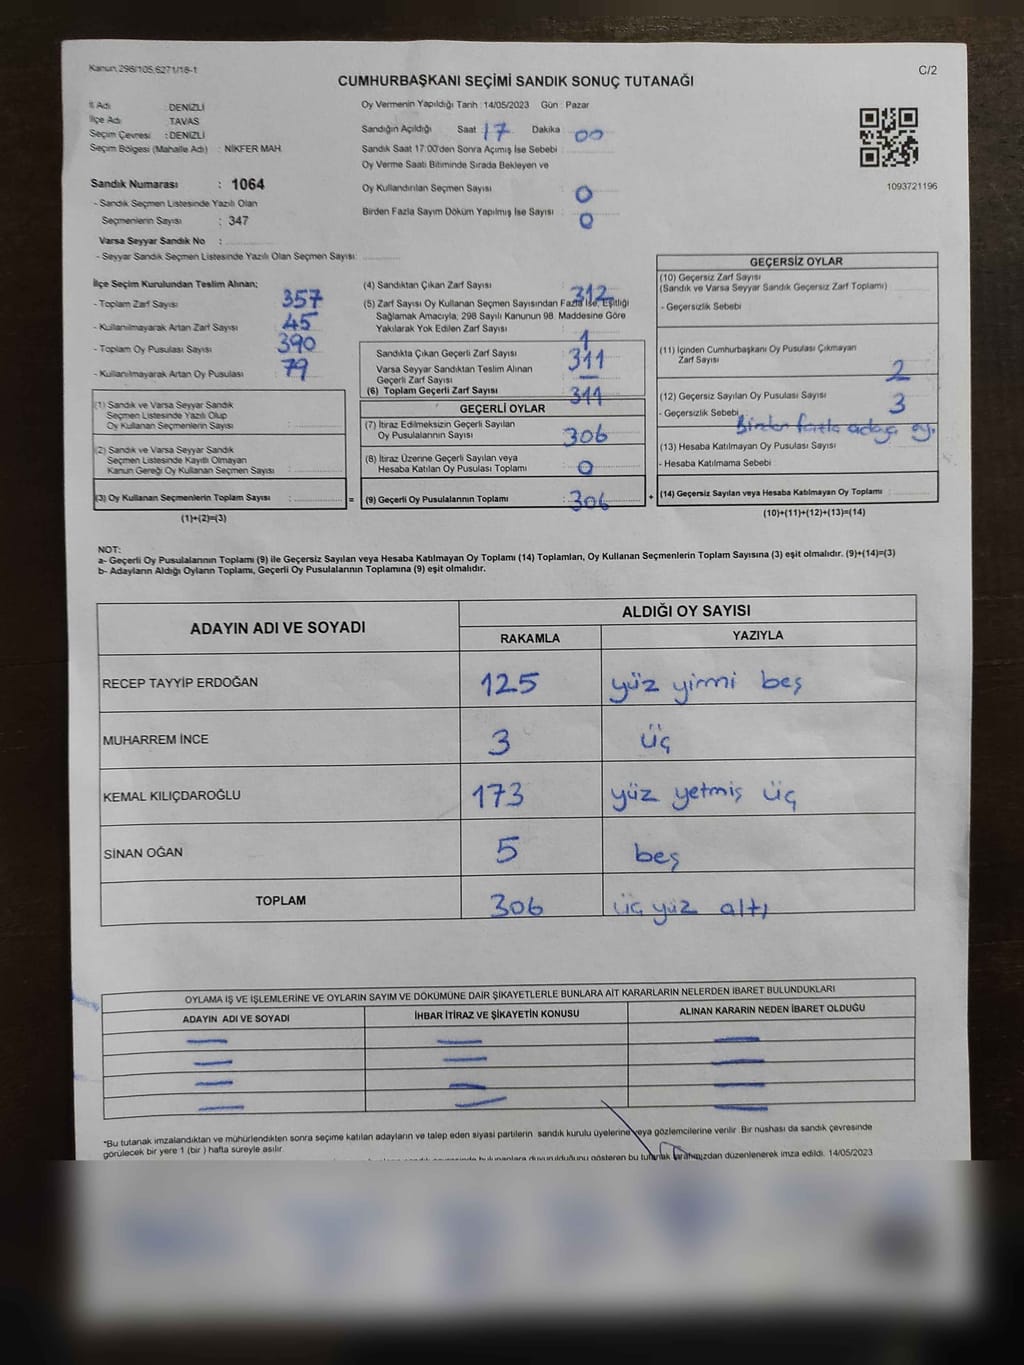 Kanun:298/105,6271/18-1
C/2
CUMHURBAŞKANI SEÇİMİ SANDIK SONUÇ TUTANAĞI
İl Adı : DENİZLİ
İlçe Adı : TAVAS
Seçim Çevresi : DENİZLİ
Seçim Bölgesi (Mahalle Adı) : NİKFER MAH.
Sandık Numarası : 1064
- Sandık Seçmen Listesinde Yazılı Olan
Seçmenlerin Sayısı : 347
Varsa Seyyar Sandık No :
- Seyyar Sandık Seçmen Listesinde Yazılı Olan Seçmen Sayısı:
Oy Vermenin Yapıldığı Tarih :14/05/2023 Gün : Pazar
Sandığın Açıldığı Saat 17 Dakika 00
Sandık Saat 17:00'den Sonra Açımış İse Sebebi :
Oy Verme Saati Bitiminde Sırada Bekleyen ve
Oy Kullandırılan Seçmen Sayısı : 0
Birden Fazla Sayım Döküm Yapılmış İse Sayısı : 0
1093721196
İlçe Seçim Kurulundan Teslim Alınan;
- Toplam Zarf Sayısı : 357
- Kullanılmayarak Artan Zarf Sayısı : 45
- Toplam Oy Pusulası Sayısı : 390
- Kullanılmayarak Artan Oy Pusulası : 79
(1) Sandık ve Varsa Seyyar Sandık
Seçmen Listesinde Yazılı Olup
Oy Kullanan Seçmenlerin Sayısı :
(2) Sandık ve Varsa Seyyar Sandık
Seçmen Listesinde Kayıtlı Olmayan
Kanun Gereği Oy Kullanan Seçmen Sayısı :
(3) Oy Kullanan Seçmenlerin Toplam Sayısı : =
(1)+(2)=(3)
(4) Sandıktan Çıkan Zarf Sayısı : 312
(5) Zarf Sayısı Oy Kullanan Seçmen Sayısından Fazla İse, Eşitliği
Sağlamak Amacıyla, 298 Sayılı Kanunun 98. Maddesine Göre
Yakılarak Yok Edilen Zarf Sayısı : 1
Sandıkta Çıkan Geçerli Zarf Sayısı : 311
Varsa Seyyar Sandıktan Teslim Alınan
Geçerli Zarf Sayısı : —
(6) Toplam Geçerli Zarf Sayısı : 311
GEÇERLİ OYLAR
(7) İtiraz Edilmeksizin Geçerli Sayılan
Oy Pusulalarının Sayısı : 306
(8) İtiraz Üzerine Geçerli Sayılan veya
Hesaba Katılan Oy Pusulası Toplamı : 0
(9) Geçerli Oy Pusulalarının Toplamı : 306 +
GEÇERSİZ OYLAR
(10) Geçersiz Zarf Sayısı
(Sandık ve Varsa Seyyar Sandık Geçersiz Zarf Toplamı)
- Geçersizlik Sebebi
(11) İçinden Cumhurbaşkanı Oy Pusulası Çıkmayan
Zarf Sayısı : 2
(12) Geçersiz Sayılan Oy Pusulası Sayısı : 3
- Geçersizlik Sebebi Birden fazla adaya oy.
(13) Hesaba Katılmayan Oy Pusulası Sayısı
- Hesaba Katılmama Sebebi
(14) Geçersiz Sayılan veya Hesaba Katılmayan Oy Toplamı :
(10)+(11)+(12)+(13)=(14)
NOT:
a- Geçerli Oy Pusulalarının Toplamı (9) ile Geçersiz Sayılan veya Hesaba Katılmayan Oy Toplamı (14) Toplamları, Oy Kullanan Seçmenlerin Toplam Sayısına (3) eşit olmalıdır. (9)+(14)=(3)
b- Adayların Aldığı Oyların Toplamı, Geçerli Oy Pusulalarının Toplamına (9) eşit olmalıdır.
ADAYIN ADI VE SOYADI
ALDIĞI OY SAYISI
RAKAMLA YAZIYLA
RECEP TAYYİP ERDOĞAN 125 yüz yirmi beş
MUHARREM İNCE 3 üç
KEMAL KILIÇDAROĞLU 173 yüz yetmiş üç
SİNAN OĞAN 5 beş
TOPLAM 306 üç yüz altı
OYLAMA İŞ VE İŞLEMLERİNE VE OYLARIN SAYIM VE DÖKÜMÜNE DAİR ŞİKAYETLERLE BUNLARA AİT KARARLARIN NELERDEN İBARET BULUNDUKLARI
ADAYIN ADI VE SOYADI İHBAR İTİRAZ VE ŞİKAYETİN KONUSU ALINAN KARARIN NEDEN İBARET OLDUĞU
— — —
— — —
— — —
— — —
*Bu tutanak imzalandıktan ve mühürlendikten sonra seçime katılan adayların ve talep eden siyasi partilerin sandık kurulu üyelerine veya gözlemcilerine verilir. Bir nüshası da sandık çevresinde
görülecek bir yere 1 (bir ) hafta süreyle asılır.
bulunanlara duyurulduğunu gösteren bu tutanak tarafımızdan düzenlenerek imza edildi. 14/05/2023